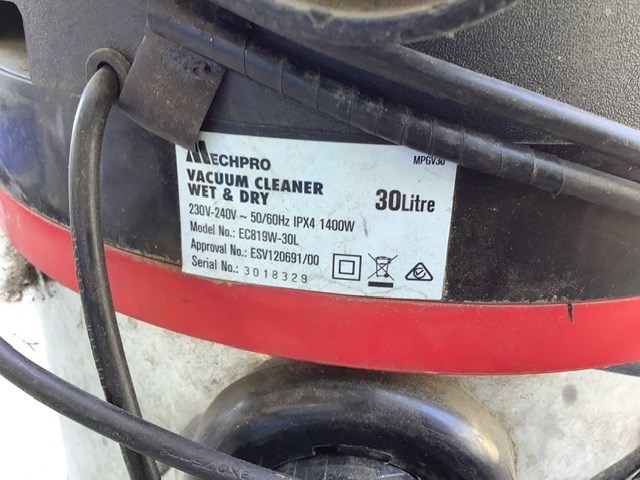 MECHPRO
MPGV30
VACUUM CLEANER
WET & DRY
30Litre
230V-240V ~ 50/60Hz IPX4 1400W
Model No.: EC819W-30L
Approval No.: ESV120691/00
Serial No.: 3018329